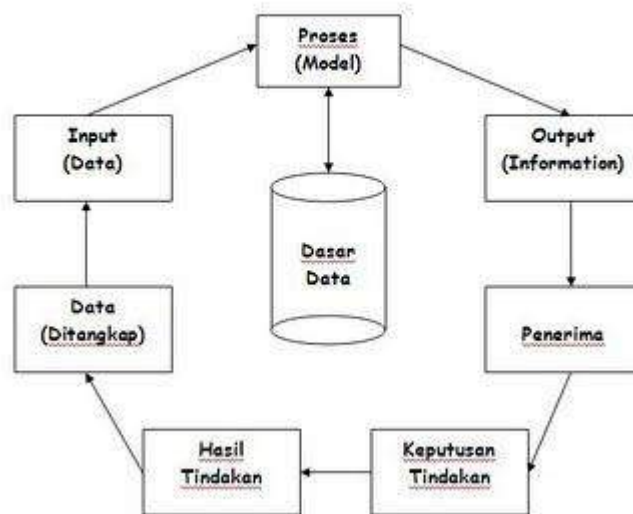 Proses
(Model)
Input
(Data)
Output
(Information)
Dasar
Data
Data
(Ditangkap)
Penerima
Hasil
Tindakan
Keputusan
Tindakan